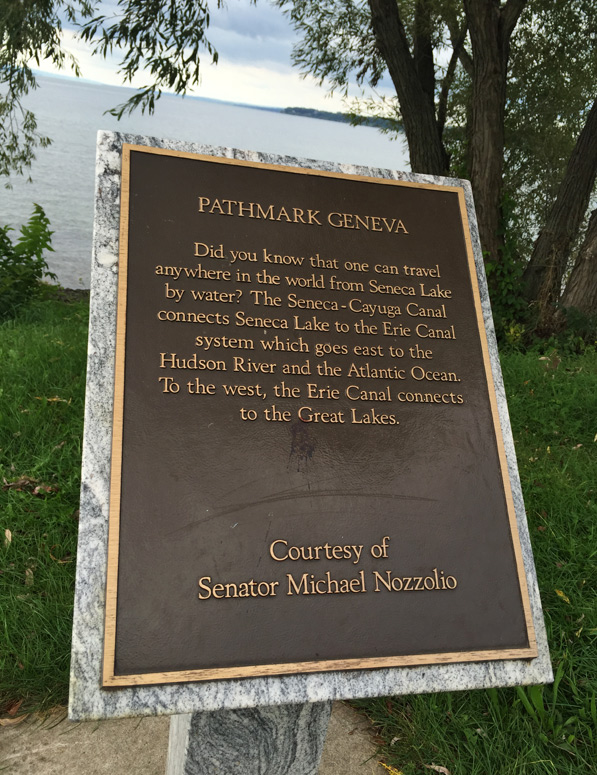 PATHMARK GENEVA
Did you know that one can travel
anywhere in the world from Seneca Lake
by water? The Seneca-Cayuga Canal
connects Seneca Lake to the Erie Canal
system which goes east to the
Hudson River and the Atlantic Ocean.
To the west, the Erie Canal connects
to the Great Lakes.
Courtesy of
Senator Michael Nozzolio